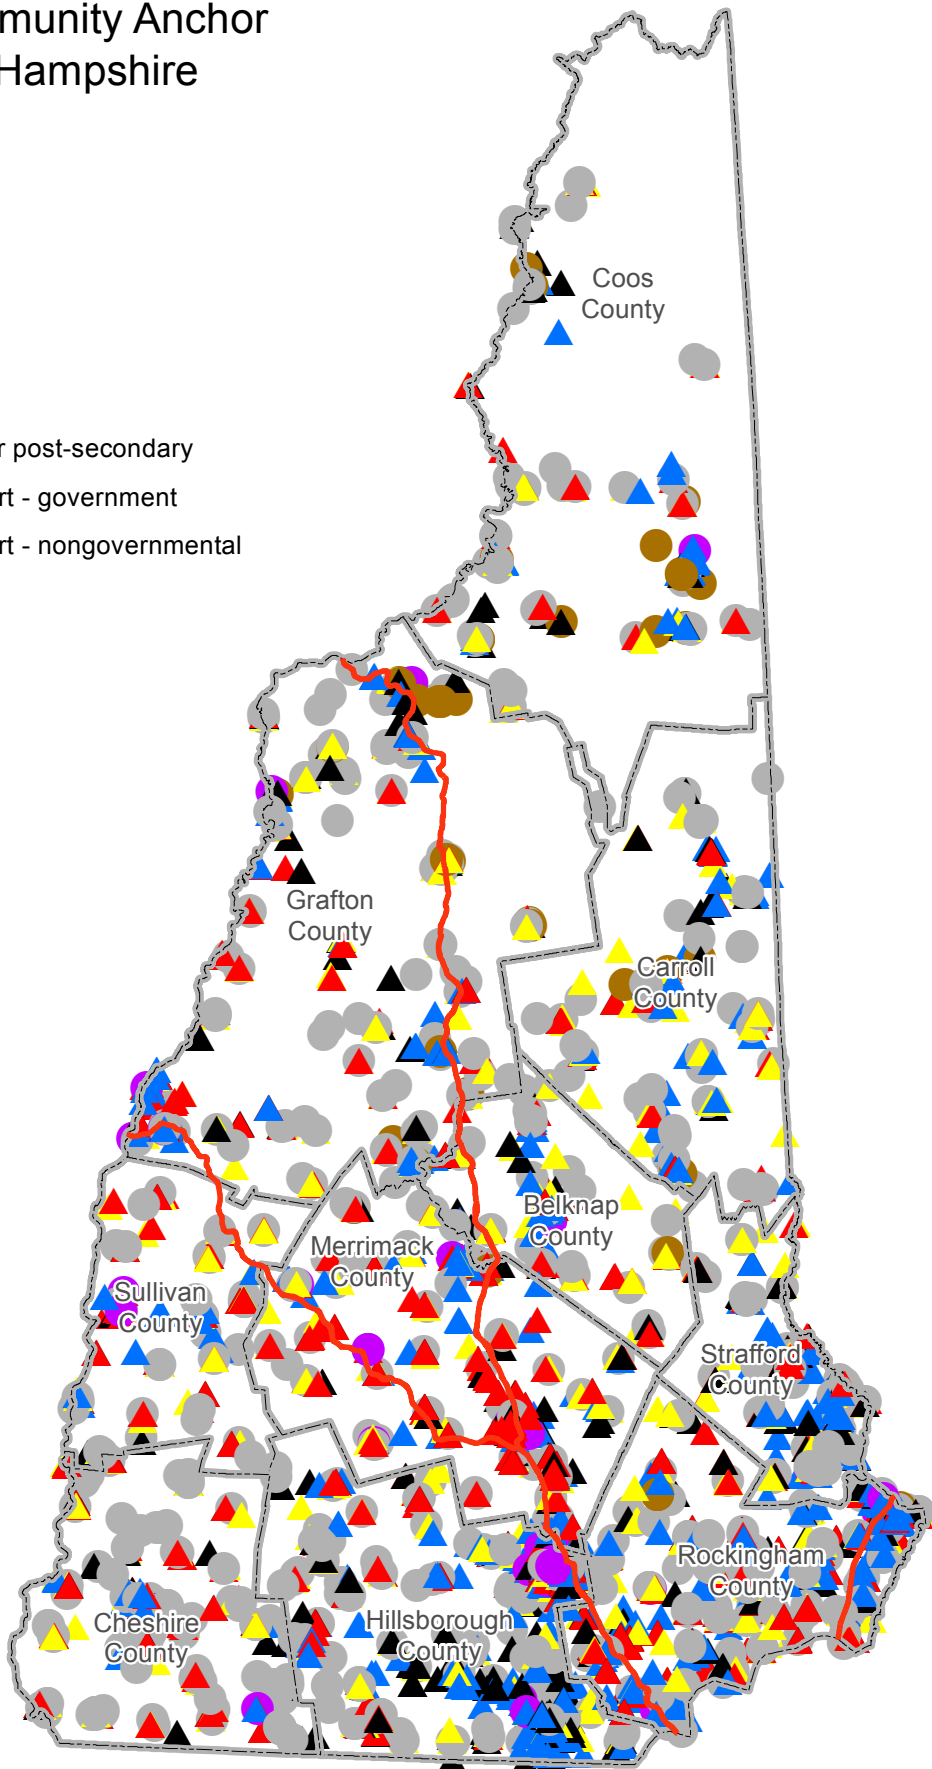 munity Anchor
Hampshire
r post-secondary
rt - government
rt - nongovernmental
Coos
County
Grafton
County
Carroll
County
Belknap
County
Merrimack
County
Sullivan
County
Strafford
County
Rockingham
County
Hillsborough
County
Cheshire
County